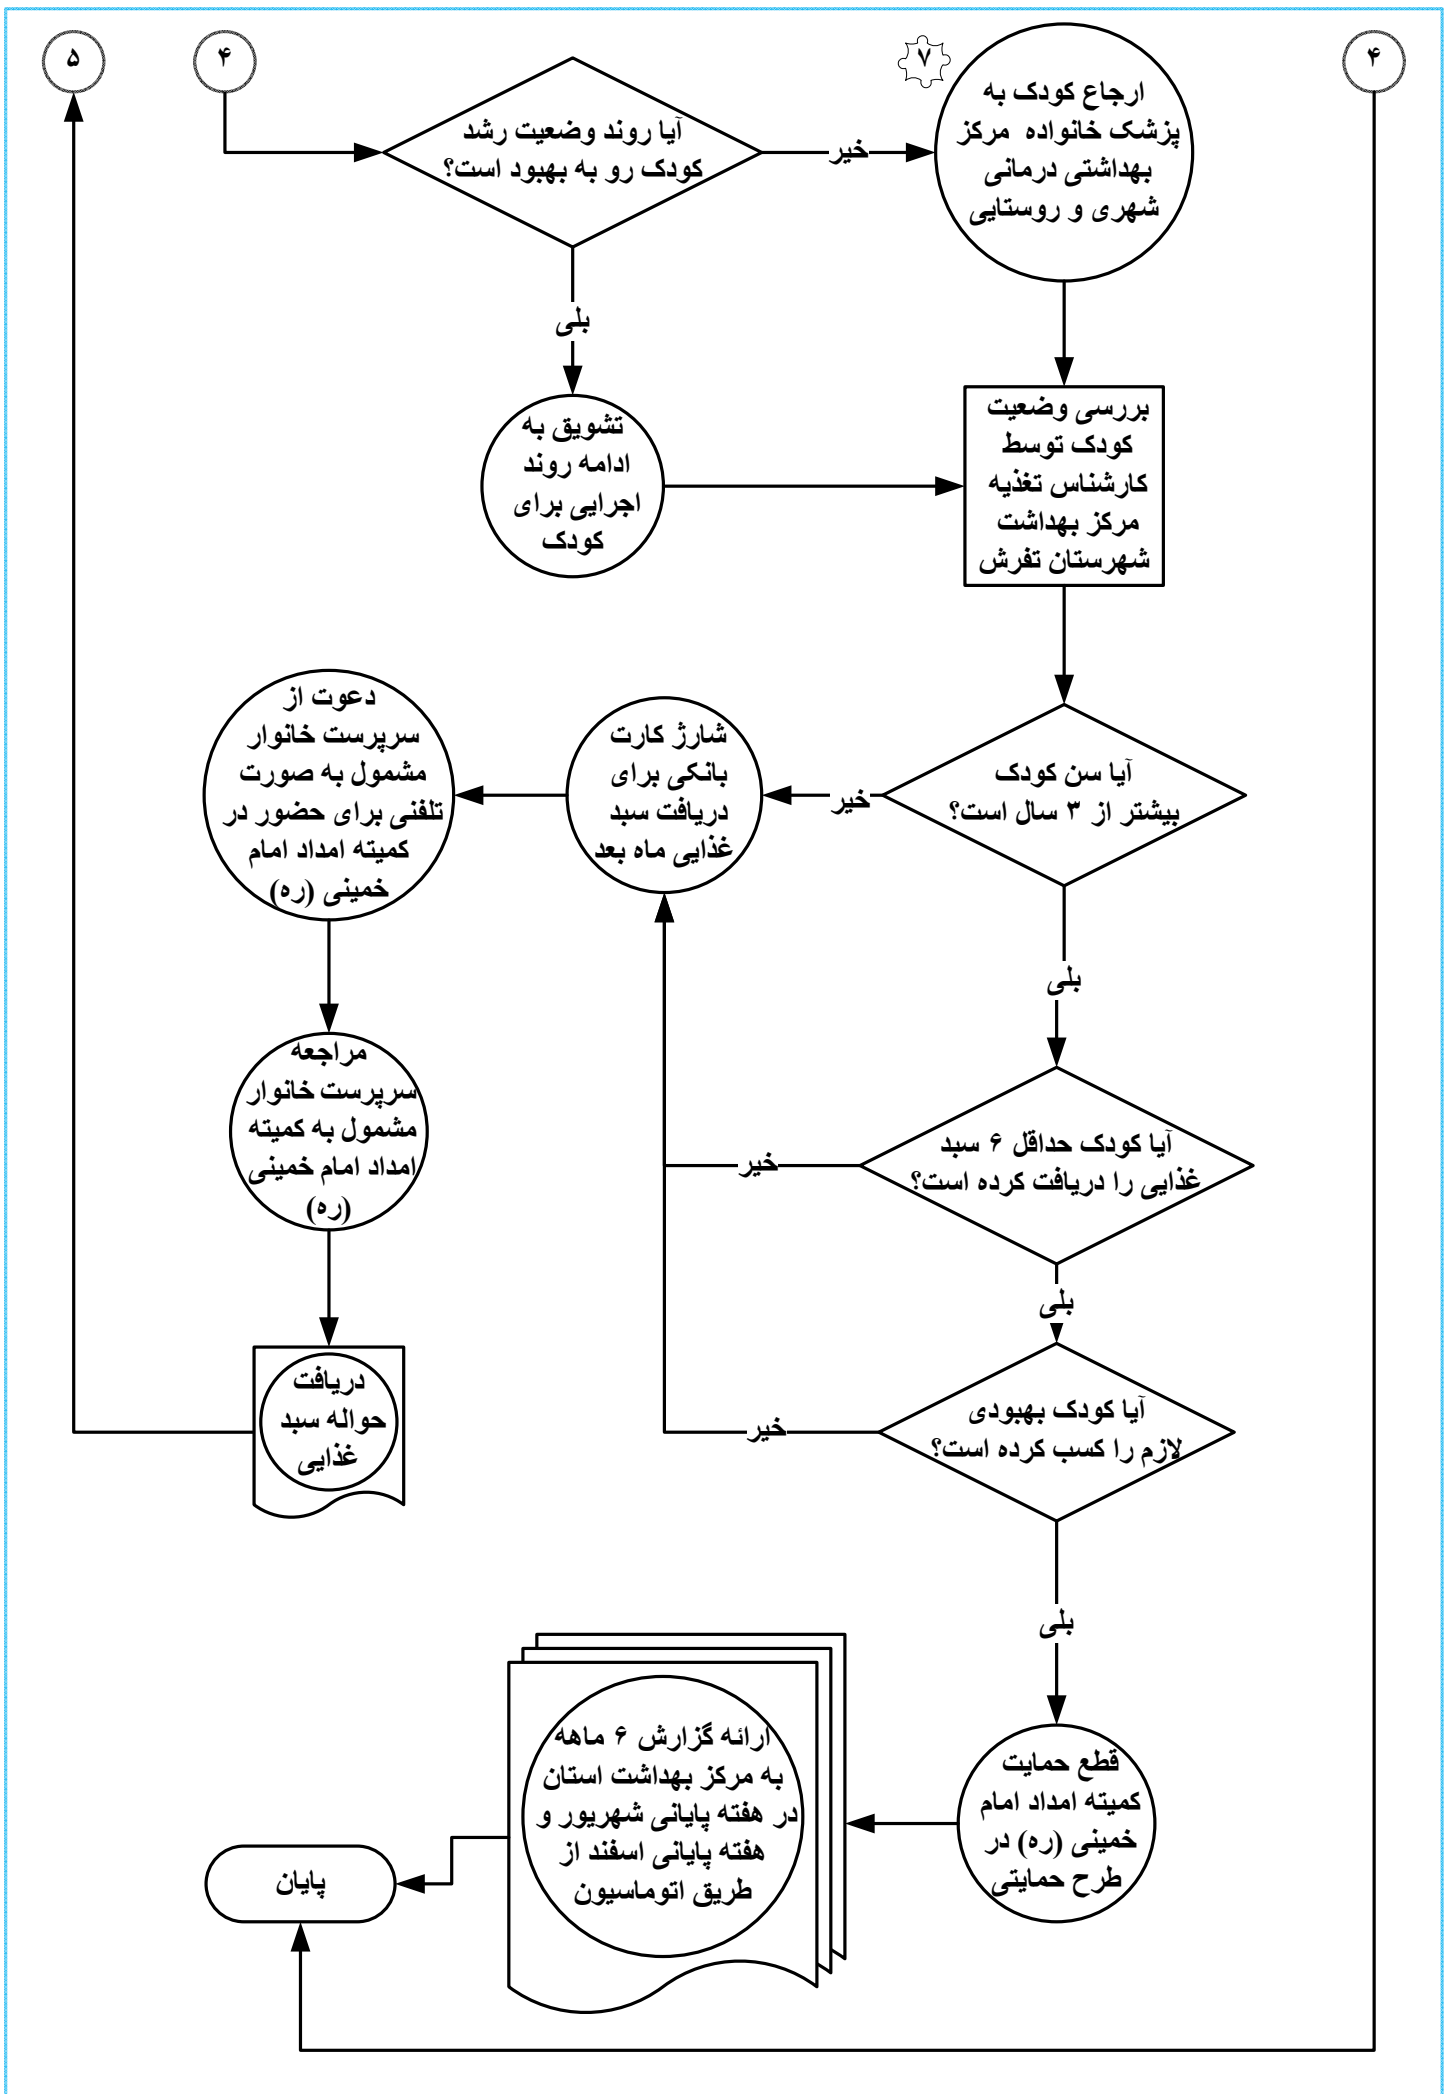 ۵
۴
۷
۴
آیا روند وضعیت رشد
کودک رو به بهبود است؟
خیر
ارجاع کودک به
پزشک خانواده مرکز
بهداشتی درمانی
شهری و روستایی
بلی
تشویق به
ادامه روند
اجرایی برای
کودک
بررسی وضعیت
کودک توسط
کارشناس تغذیه
مرکز بهداشت
شهرستان تفرش
آیا سن کودک
بیشتر از ۳ سال است؟
خیر
شارژ کارت
بانکی برای
دریافت سبد
غذایی ماه بعد
دعوت از
سرپرست خانوار
مشمول به صورت
تلفنی برای حضور در
کمیته امداد امام
خمینی (ره)
بلی
مراجعه
سرپرست خانوار
مشمول به کمیته
امداد امام خمینی
(ره)
آیا کودک حداقل ۶ سبد
غذایی را دریافت کرده است؟
خیر
بلی
دریافت
حواله سبد
غذایی
آیا کودک بهبودی
لازم را کسب کرده است؟
خیر
بلی
قطع حمایت
کمیته امداد امام
خمینی (ره) در
طرح حمایتی
ارائه گزارش ۶ ماهه
به مرکز بهداشت استان
در هفته پایانی شهریور و
هفته پایانی اسفند از
طریق اتوماسیون
پایان